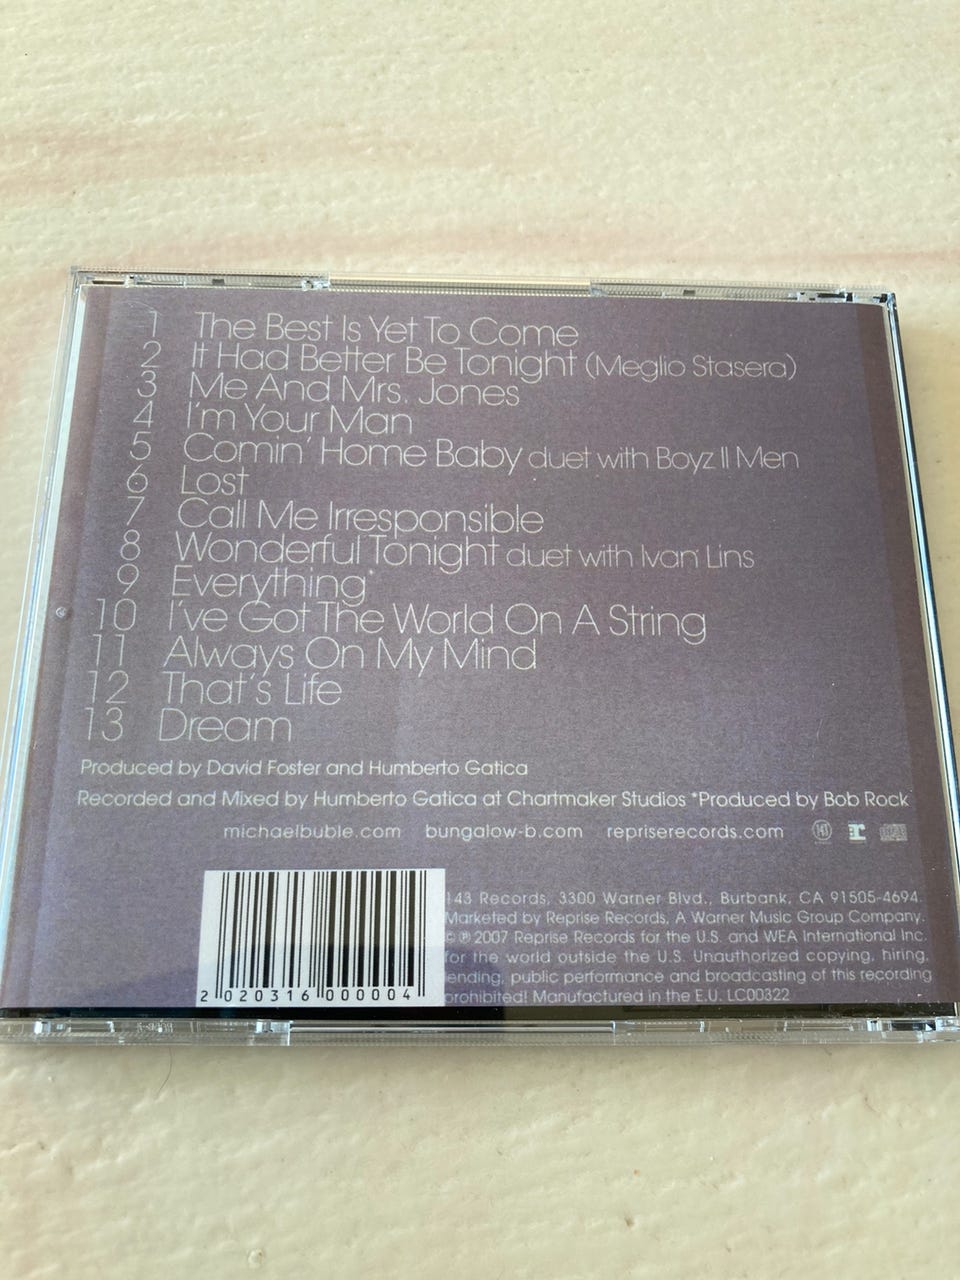 1 The Best Is Yet To Come
2 It Had Better Be Tonight (Meglio Stasera)
3 Me And Mrs. Jones
4 I'm Your Man
5 Comin' Home Baby duet with Boyz II Men
6 Lost
7 Call Me Irresponsible
8 Wonderful Tonight duet with Ivan Lins
9 Everything*
10 I've Got The World On A String
11 Always On My Mind
12 That's Life
13 Dream
Produced by David Foster and Humberto Gatica
Recorded and Mixed by Humberto Gatica at Chartmaker Studios *Produced by Bob Rock
michaelbuble.com bungalow-b.com repriserecords.com 143
143 Records, 3300 Warner Blvd., Burbank, CA 91505-4694.
Marketed by Reprise Records, A Warner Music Group Company.
© ℗ 2007 Reprise Records for the U.S. and WEA International Inc.
for the world outside the U.S. Unauthorized copying, hiring,
lending, public performance and broadcasting of this recording
prohibited! Manufactured in the E.U. LC00322
2 020316 000004